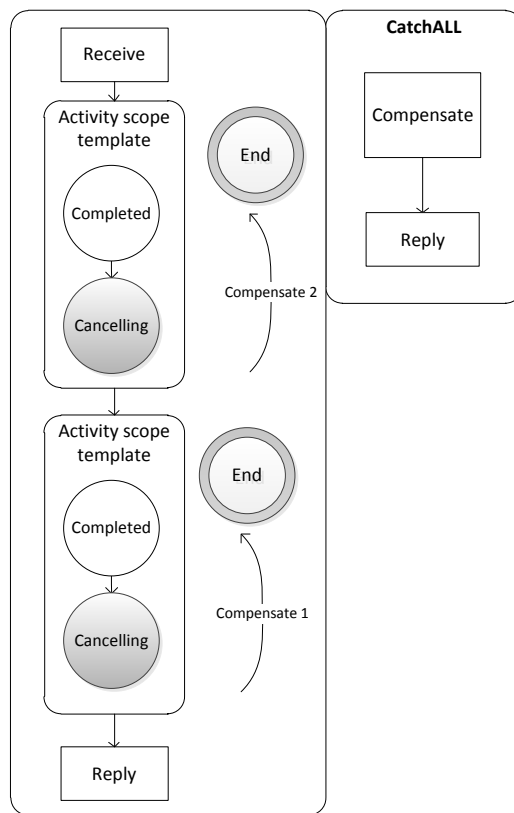 Receive
Activity scope
template
Completed
Cancelling
End
Compensate 2
Activity scope
template
Completed
Cancelling
End
Compensate 1
Reply
CatchALL
Compensate
Reply